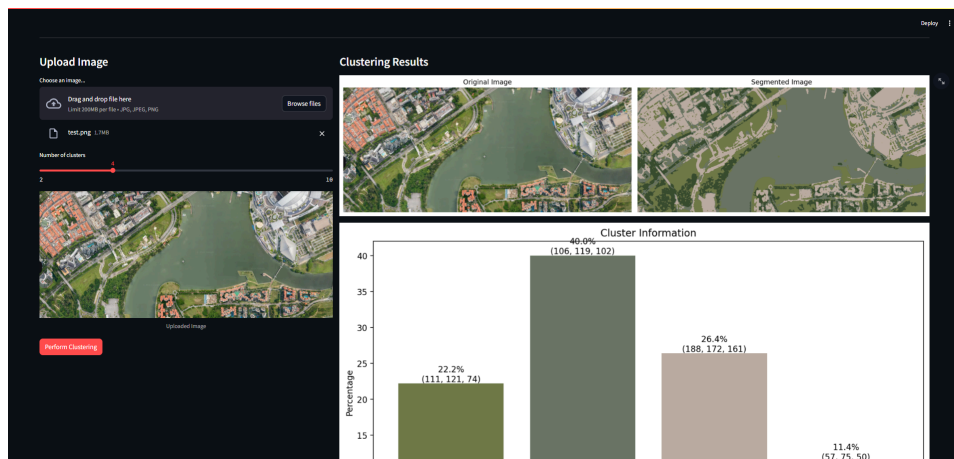 Deploy
Upload Image
Choose an image...
Drag and drop file here
Limit 200MB per file • JPG, JPEG, PNG
Browse files
test.png 1.7MB
Number of clusters
4
2 10
Uploaded Image
Perform Clustering
Clustering Results
Original Image Segmented Image
Cluster Information
40.0%
(106, 119, 102)
26.4%
(188, 172, 161)
22.2%
(111, 121, 74)
11.4%
(57, 75, 50)
Percentage
40
35
30
25
20
15